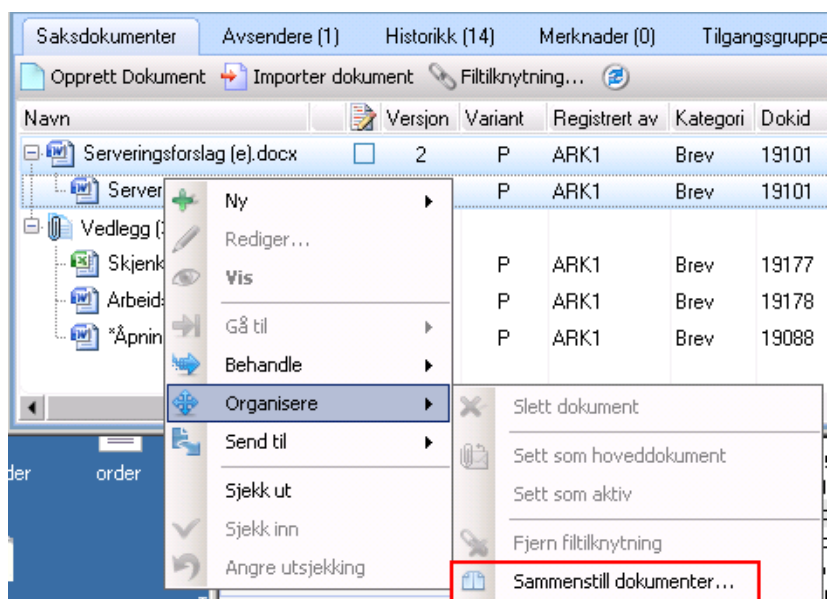 Saksdokumenter Avsendere (1) Historikk (14) Merknader (0) Tilgangsgruppe
Opprett Dokument Importer dokument Filtilknytning...
Navn Versjon Variant Registrert av Kategori Dokid
Serveringsforslag (e).docx 2 P ARK1 Brev 19101
Server P ARK1 Brev 19101
Vedlegg (
Skjenk P ARK1 Brev 19177
Arbeid P ARK1 Brev 19178
*Åpnin P ARK1 Brev 19088
Ny
Rediger...
Vis
Gå til
Behandle
Organisere
Send til
Sjekk ut
Sjekk inn
Angre utsjekking
Slett dokument
Sett som hoveddokument
Sett som aktiv
Fjern filtilknytning
Sammenstill dokumenter...
der order